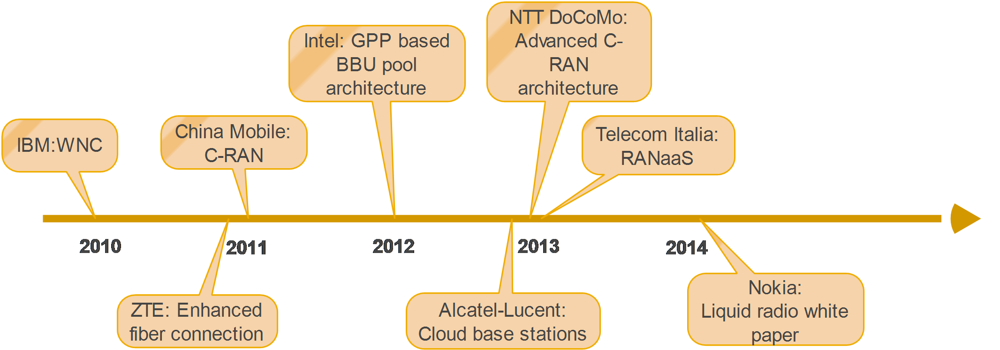 NTT DoCoMo:
Advanced C-
RAN
architecture
Intel: GPP based
BBU pool
architecture
IBM:WNC
China Mobile:
C-RAN
Telecom Italia:
RANaaS
2010
2011
2012
2013
2014
ZTE: Enhanced
fiber connection
Alcatel-Lucent:
Cloud base stations
Nokia:
Liquid radio white
paper